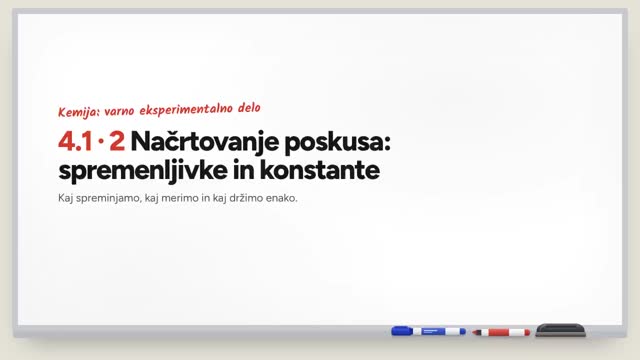 Kemija: varno eksperimentalno delo
4.1 · 2 Načrtovanje poskusa:
spremenljivke in konstante
Kaj spreminjamo, kaj merimo in kaj držimo enako.